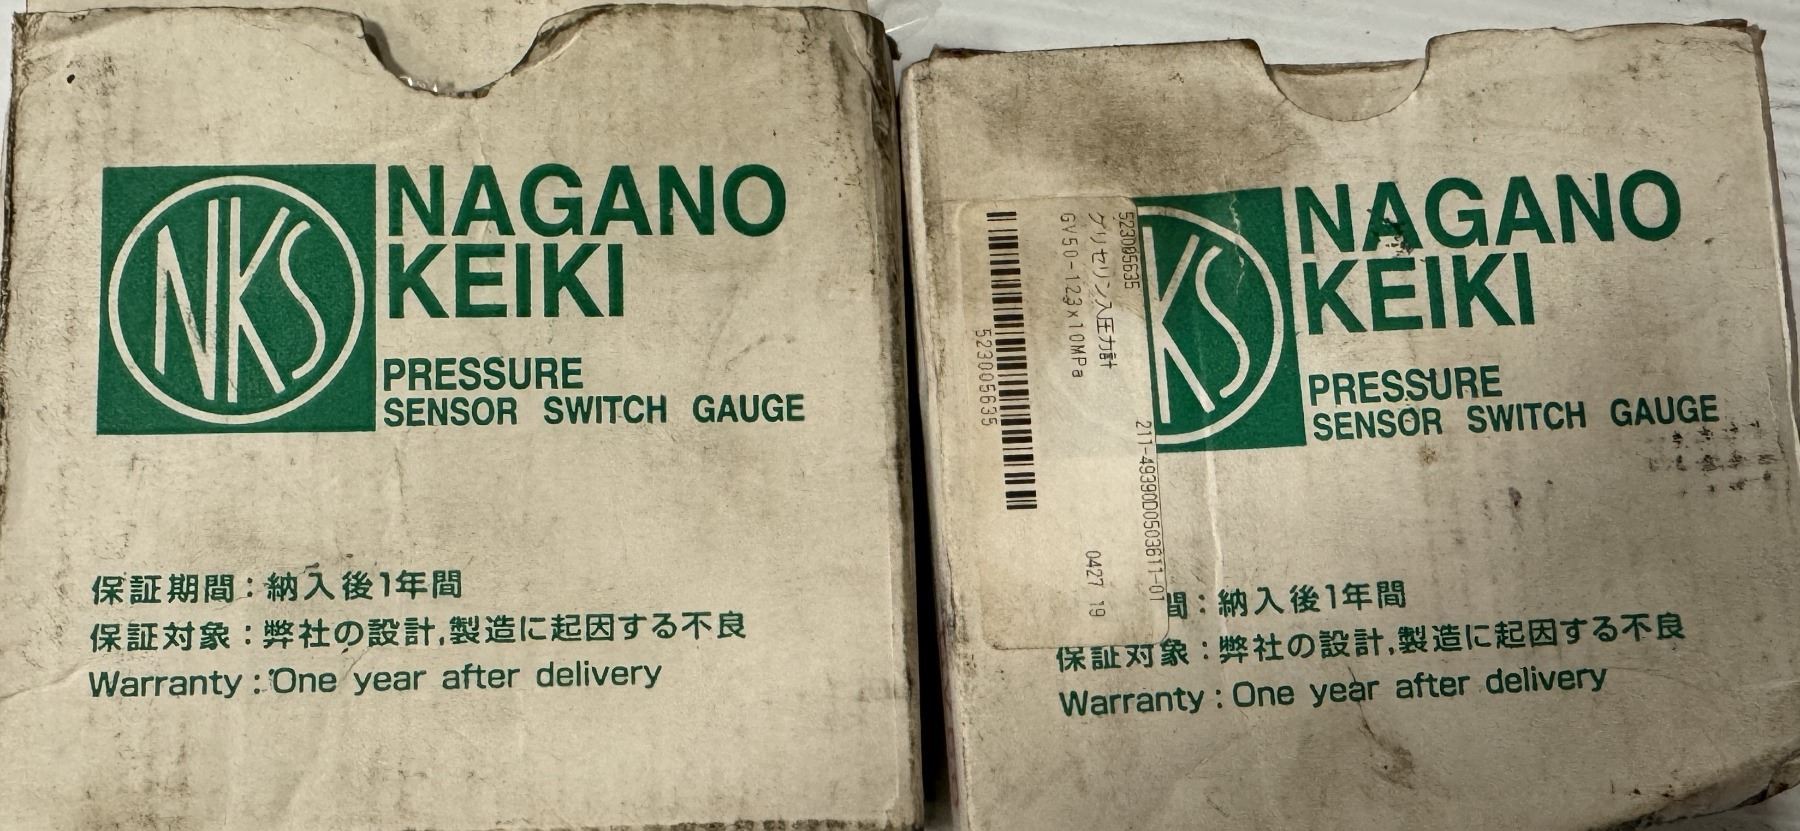 NKS
NAGANO
KEIKI
PRESSURE
SENSOR SWITCH GAUGE
保証期間：納入後1年間
保証対象：弊社の設計,製造に起因する不良
Warranty : One year after delivery
KS
NAGANO
KEIKI
PRESSURE
SENSOR SWITCH GAUGE
523005635
211-49390D0503611-01
グリセリン入圧力計
GV50-123x10MPa
0427 19
523005635
間：納入後1年間
保証対象：弊社の設計,製造に起因する不良
Warranty : One year after delivery